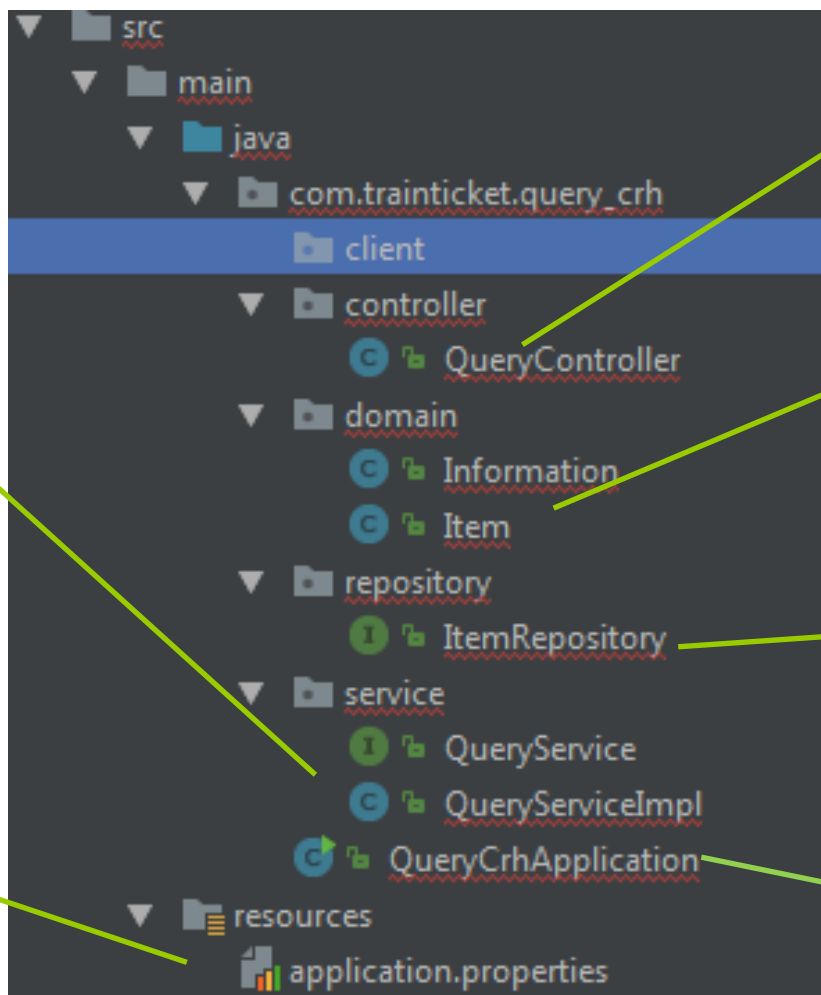 src
main
java
com.trainticket.query_crh
client
controller
C QueryController
domain
C Information
C Item
repository
I ItemRepository
service
I QueryService
C QueryServiceImpl
C QueryCrhApplication
resources
application.properties